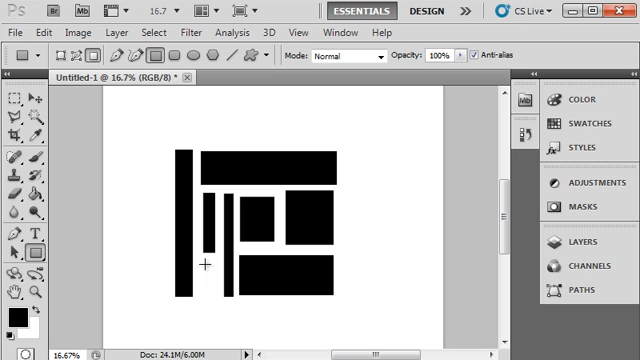 Ps Br Mb 16.7 ESSENTIALS DESIGN CS Live
File Edit Image Layer Select Filter Analysis 3D View Window Help
Mode: Normal Opacity: 100% Anti-alias
Untitled-1 @ 16.7% (RGB/8) *
Mb COLOR
SWATCHES
STYLES
ADJUSTMENTS
MASKS
LAYERS
CHANNELS
PATHS
16.67% Doc: 24.1M/6.00M